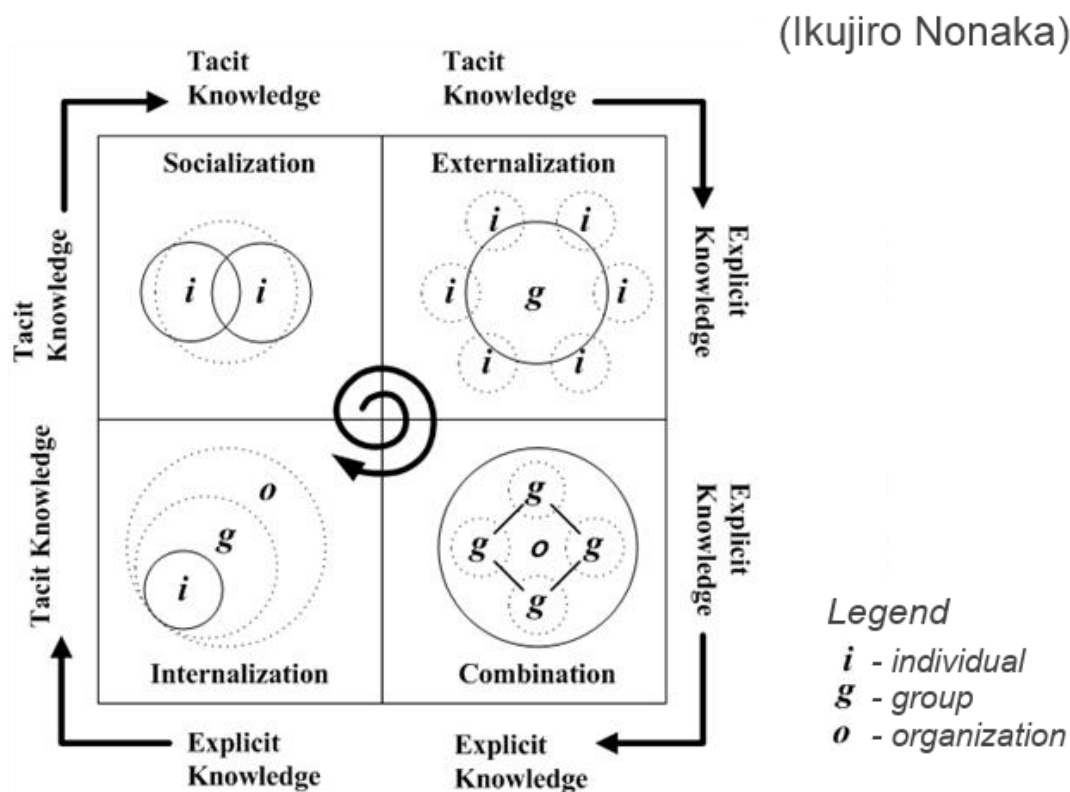 (Ikujiro Nonaka)
Tacit
Knowledge
Tacit
Knowledge
Socialization
Externalization
i i
i i
i g i
i i
Tacit
Knowledge
Explicit
Knowledge
Tacit Knowledge
o
g
i
Internalization
g
g o g
g
Combination
Explicit
Knowledge
Explicit
Knowledge
Explicit
Knowledge
Legend
i - individual
g - group
o - organization